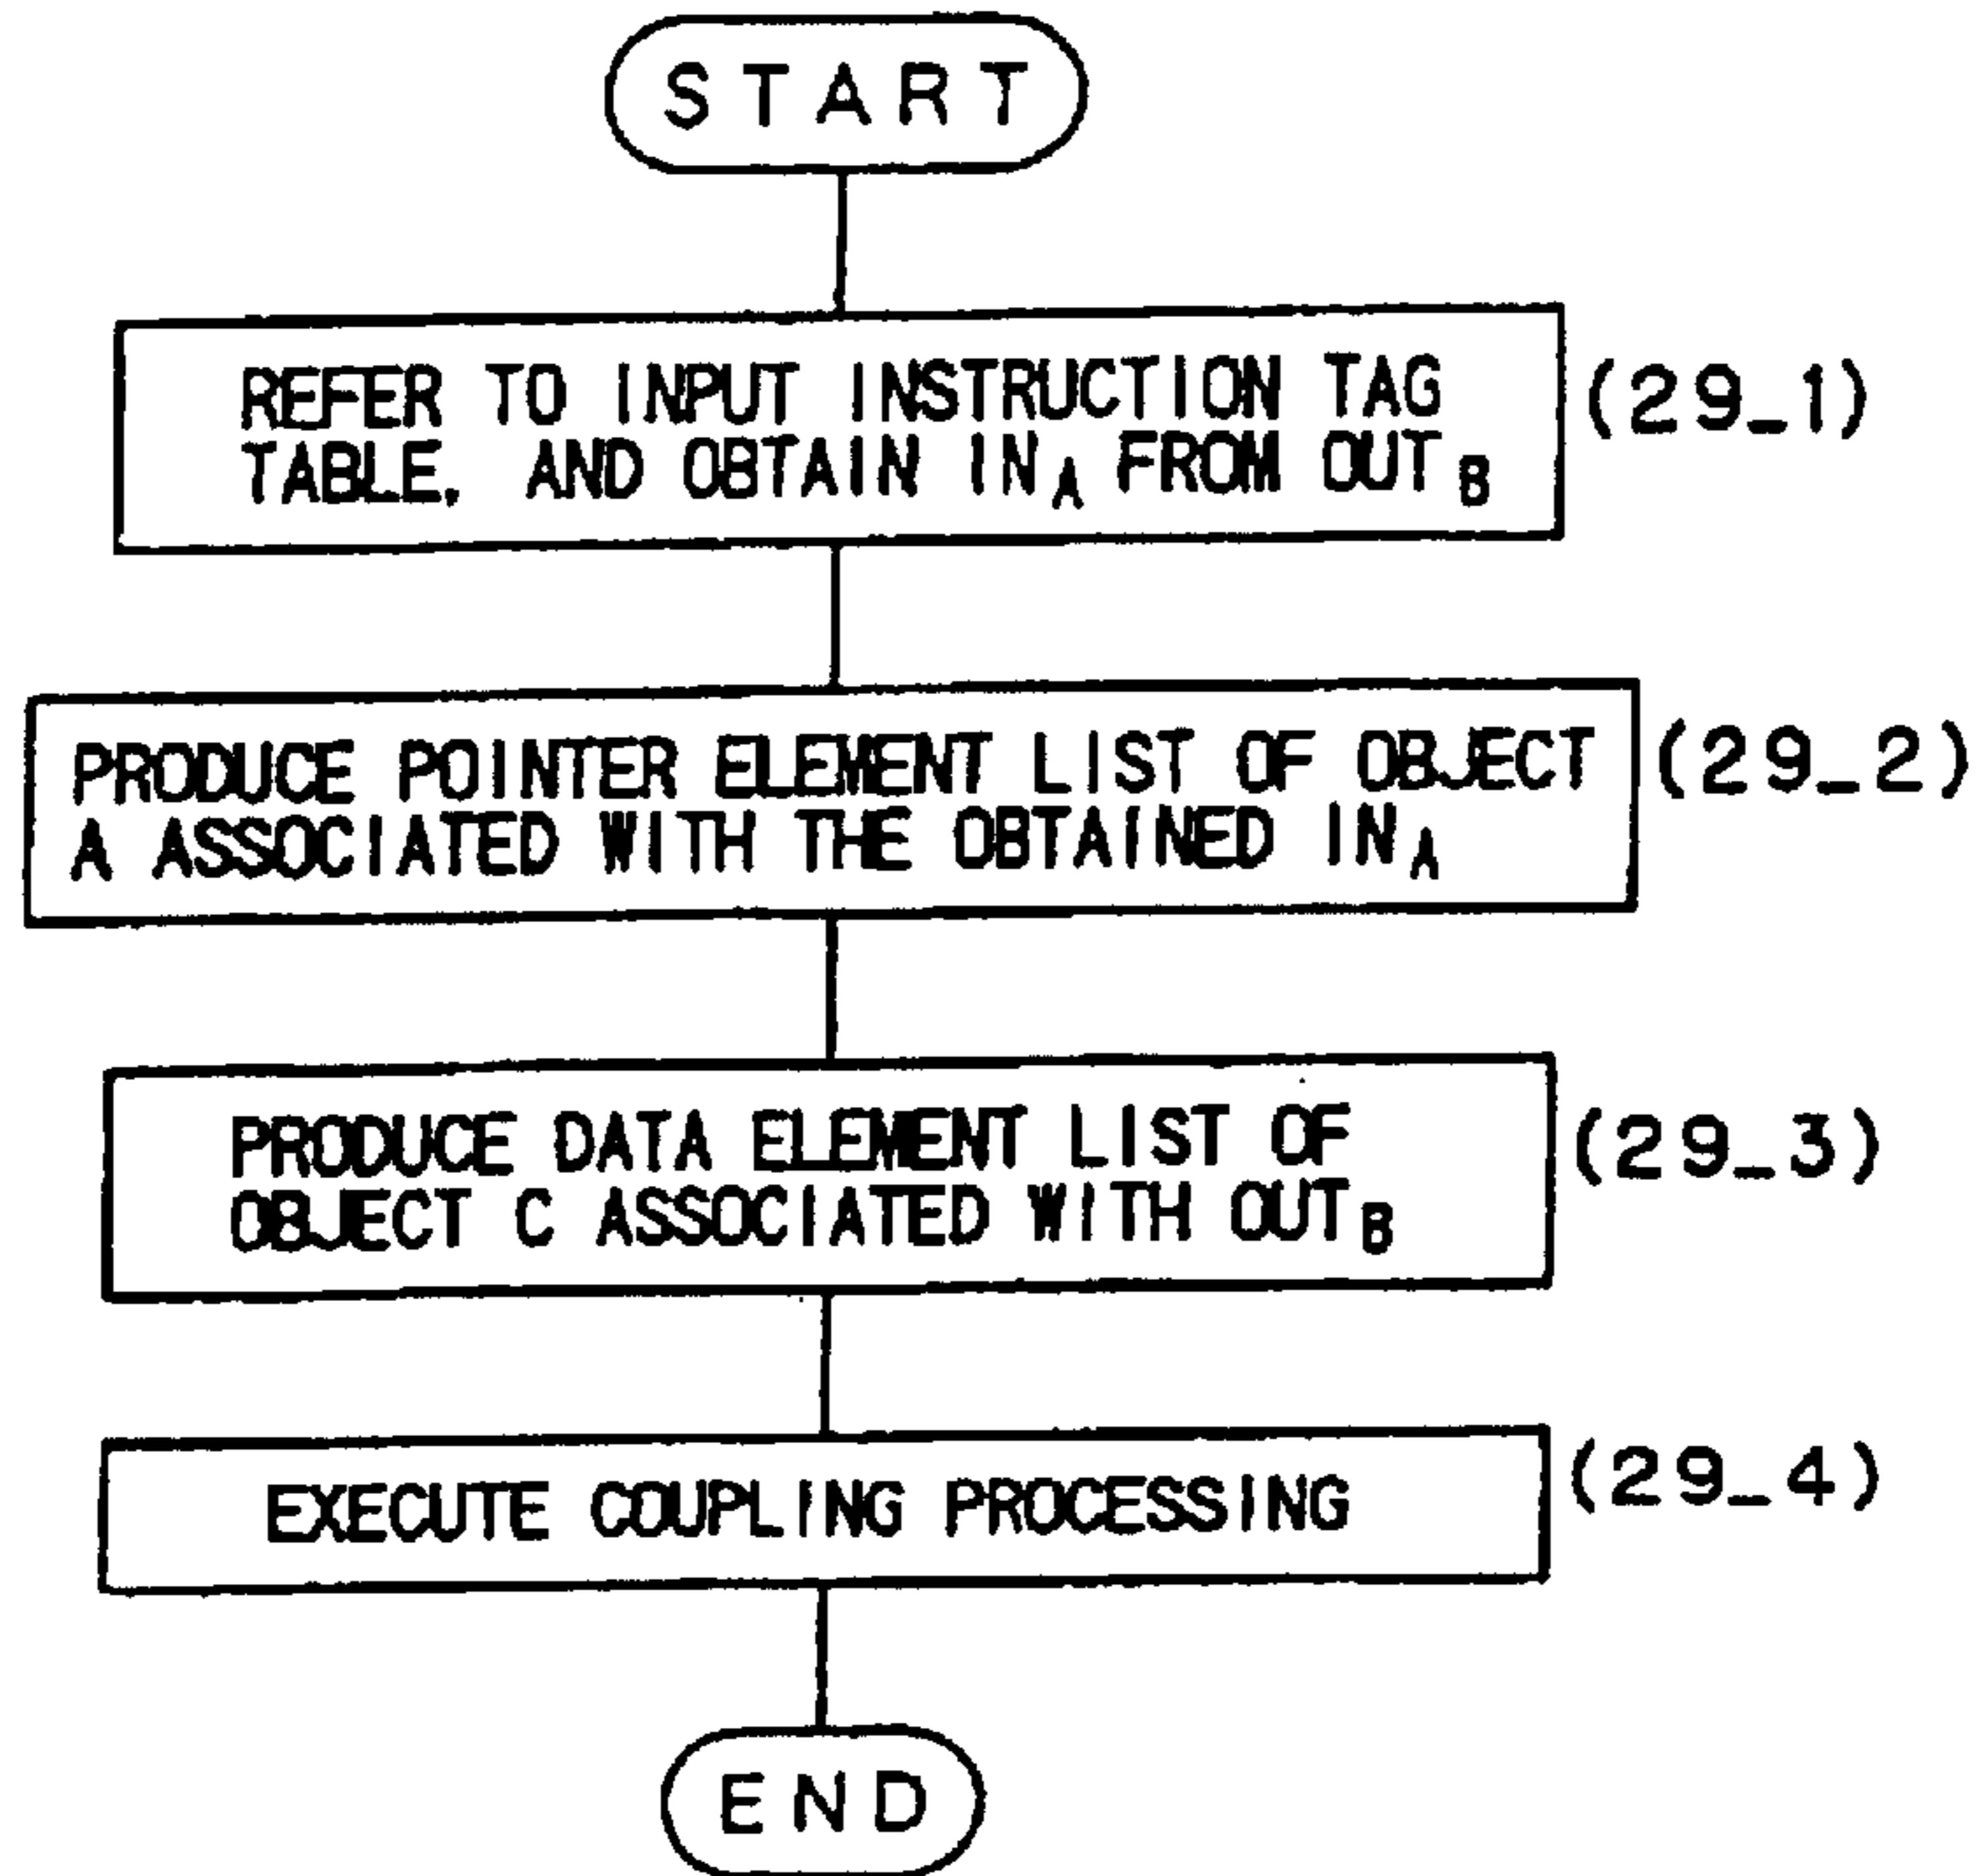 START
REFER TO INPUT INSTRUCTION TAG (29_1)
TABLE, AND OBTAIN IN_A FROM OUT_B
PRODUCE POINTER ELEMENT LIST OF OBJECT (29_2)
A ASSOCIATED WITH THE OBTAINED IN_A
PRODUCE DATA ELEMENT LIST OF (29_3)
OBJECT C ASSOCIATED WITH OUT_B
EXECUTE COUPLING PROCESSING (29_4)
END